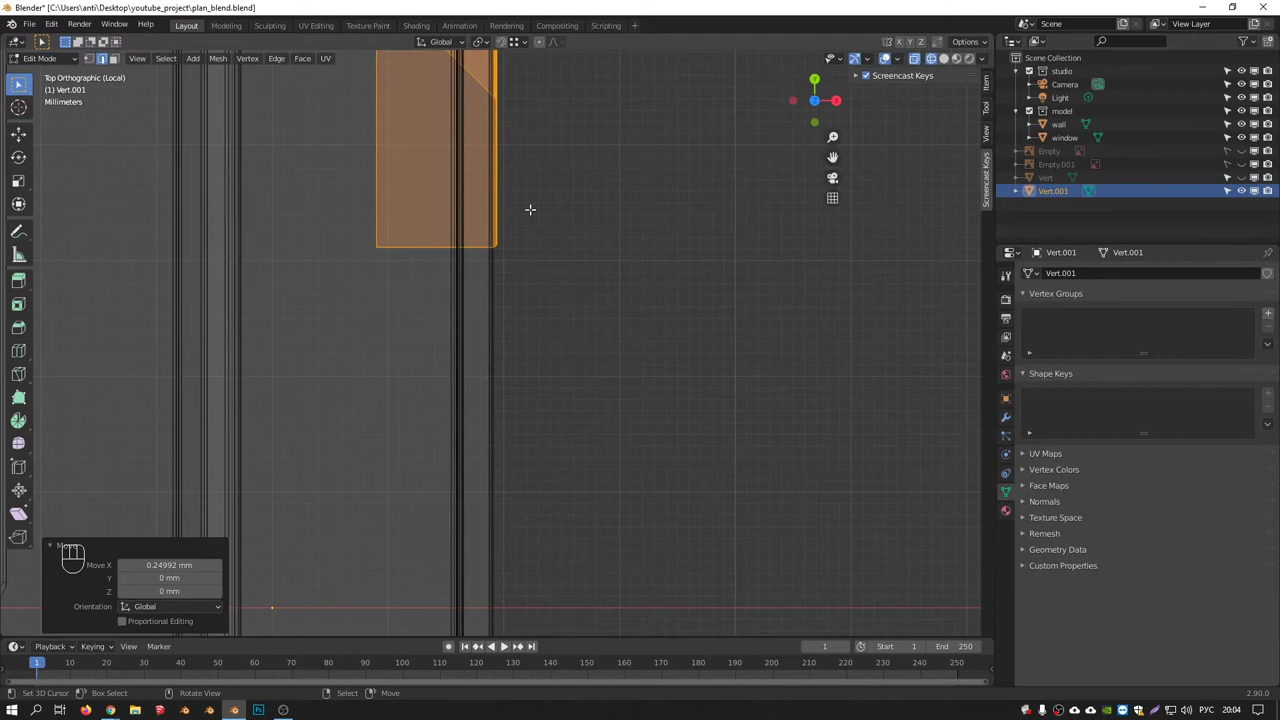 Blender* [C:\Users\anti\Desktop\youtube_project\plan_blend.blend]
File Edit Render Window Help
Layout Modeling Sculpting UV Editing Texture Paint Shading Animation Rendering Compositing Scripting
Scene
View Layer
Global
X Y Z
Options
Edit Mode
View Select Add Mesh Vertex Edge Face UV
Top Orthographic (Local)
(1) Vert.001
Millimeters
Screencast Keys
Y
X
Z
Item
Tool
View
Screencast Keys
Scene Collection
studio
Camera
Light
model
wall
window
Empty
Empty.001
Vert
Vert.001
Vert.001 Vert.001
Vert.001
Vertex Groups
Shape Keys
UV Maps
Vertex Colors
Face Maps
Normals
Texture Space
Remesh
Geometry Data
Custom Properties
Move X 0.24992 mm
Y 0 mm
Z 0 mm
Orientation Global
Proportional Editing
Playback Keying View Marker
1
Start 1
End 250
1 10 20 30 40 50 60 70 80 90 100 110 120 130 140 150 160 170 180 190 200 210 220 230 240 250
Set 3D Cursor Box Select Rotate View Select Move
2.90.0
РУС 20:04